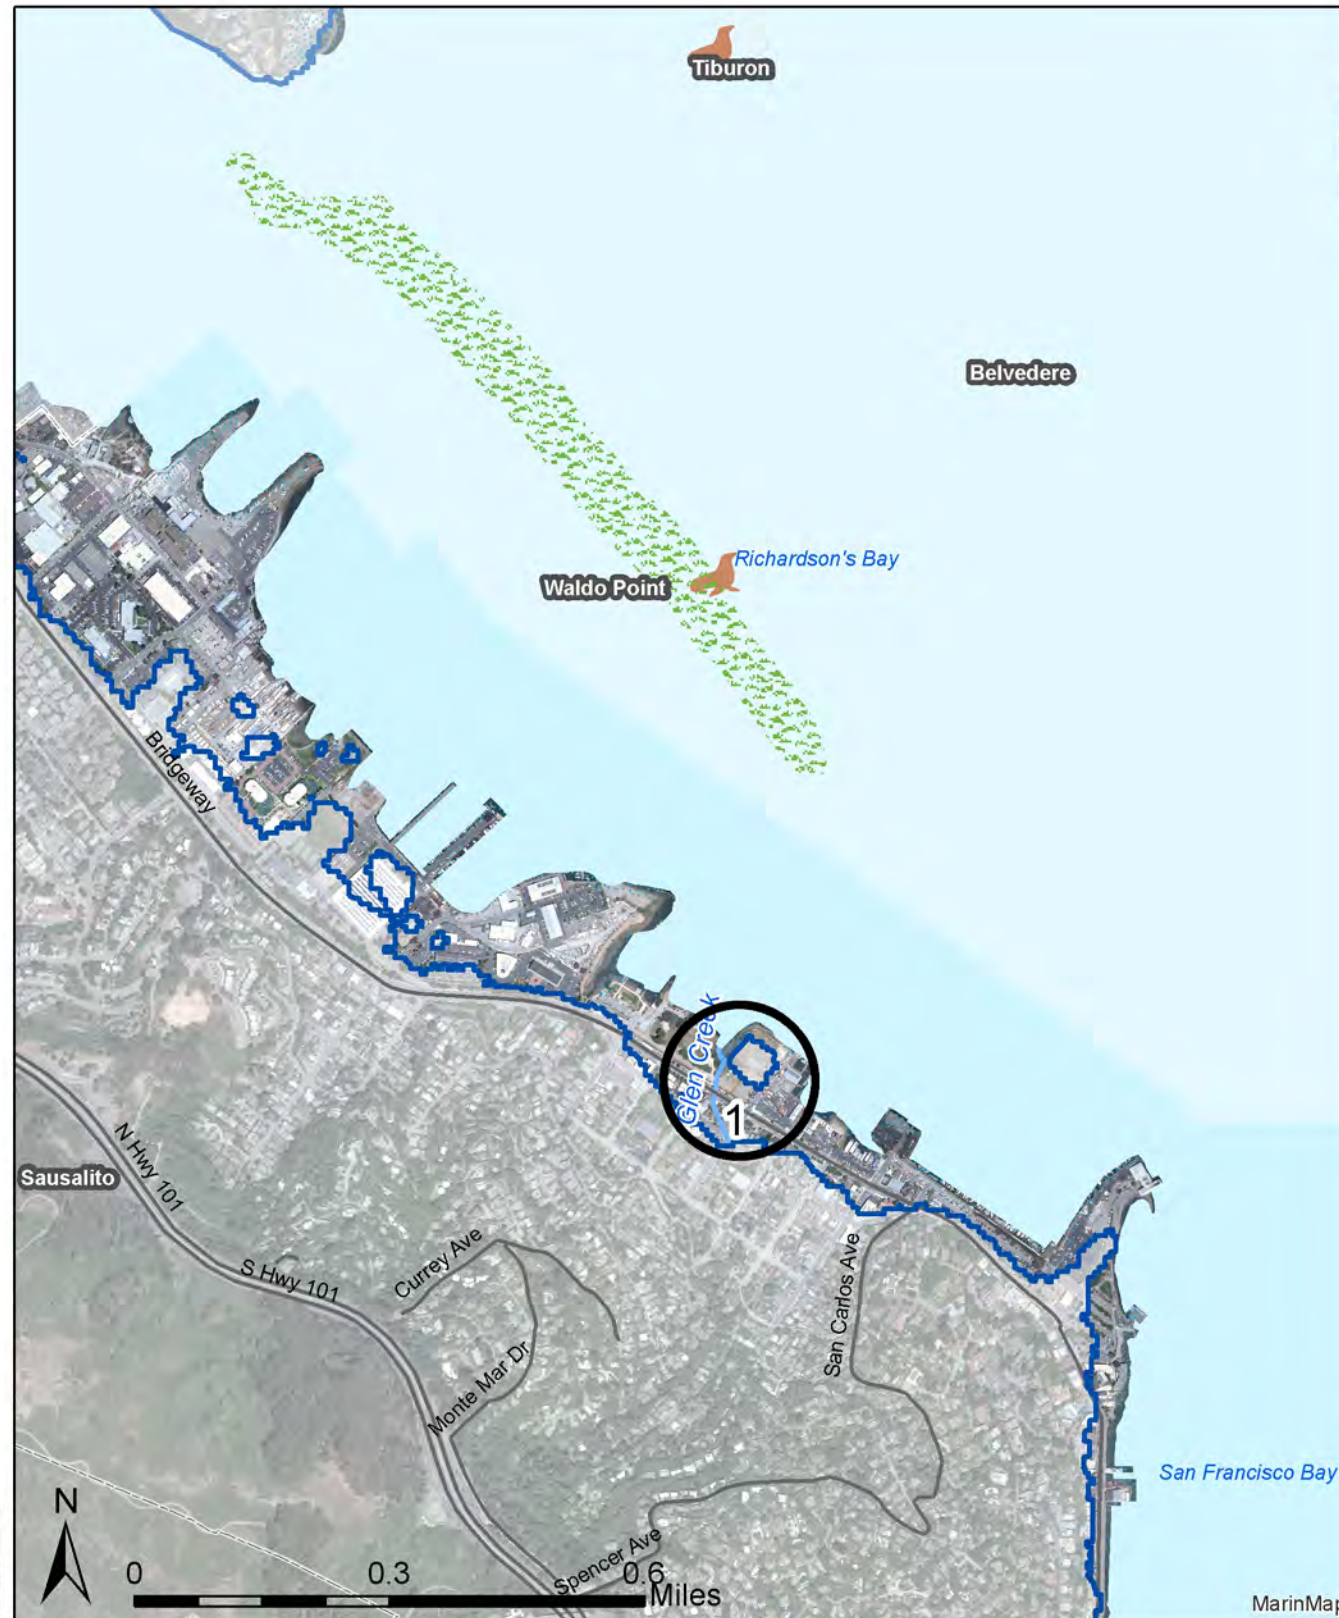 Tiburon
Belvedere
Richardson's Bay
Waldo Point
Bridgeway
Glen Creek
1
Sausalito
N Hwy 101
S Hwy 101
Currey Ave
San Carlos Ave
Monte Mar Dr
San Francisco Bay
Spencer Ave
N
0 0.3 0.6
Miles
MarinMap